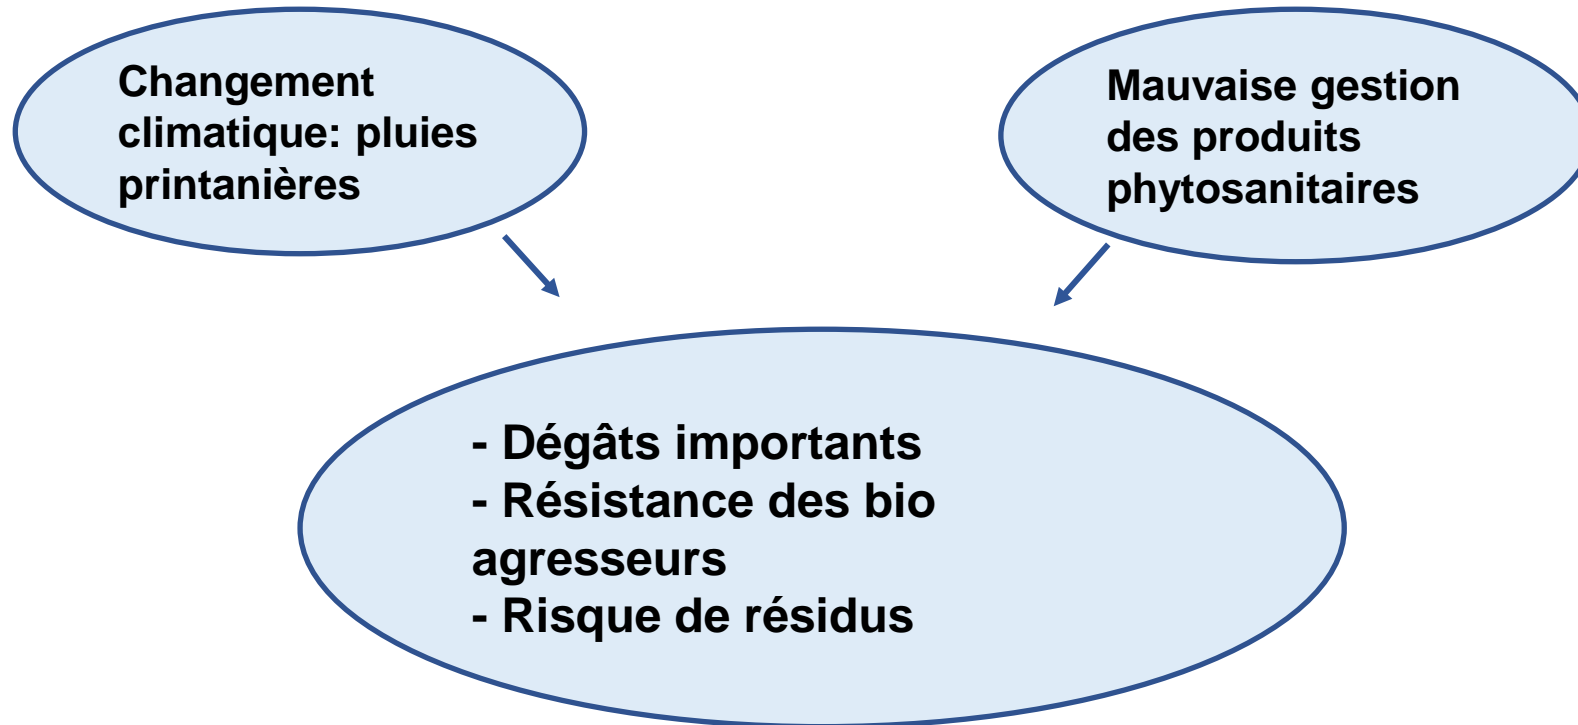 Changement
climatique: pluies
printanières
Mauvaise gestion
des produits
phytosanitaires
- Dégâts importants
- Résistance des bio
agresseurs
- Risque de résidus